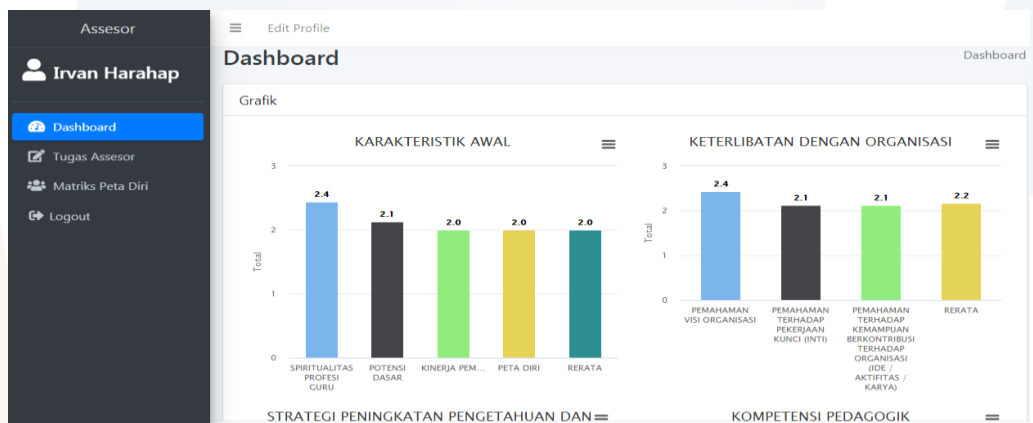 Assesor
Irvan Harahap
Dashboard
Tugas Assesor
Matriks Peta Diri
Logout
Edit Profile
Dashboard
Dashboard
Grafik
KARAKTERISTIK AWAL
3
2
1
0
Total
2.4
2.1
2.0
2.0
2.0
SPIRITUALITAS
PROFESI
GURU
POTENSI
DASAR
KINERJA PEM...
PETA DIRI
RERATA
KETERLIBATAN DENGAN ORGANISASI
3
2
1
0
Total
2.4
2.1
2.1
2.2
PEMAHAMAN
VISI ORGANISASI
PEMAHAMAN
TERHADAP
PEKERJAAN
KUNCI (INTI)
PEMAHAMAN
TERHADAP
KEMAMPUAN
BERKONTRIBUSI
TERHADAP
ORGANISASI
(IDE /
AKTIFITAS /
KARYA)
RERATA
STRATEGI PENINGKATAN PENGETAHUAN DAN
KOMPETENSI PEDAGOGIK